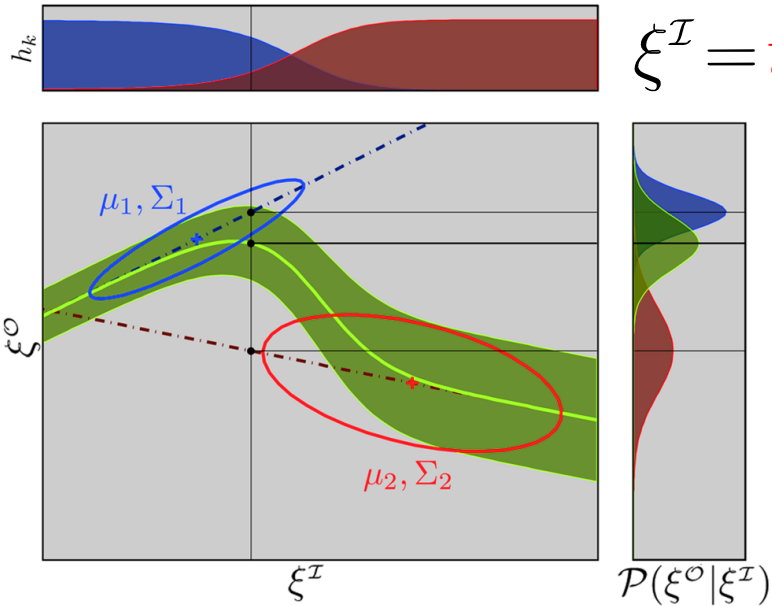 h_k
ξ^I =
μ_1, Σ_1
ξ^O
μ_2, Σ_2
ξ^I
P(ξ^O|ξ^I)